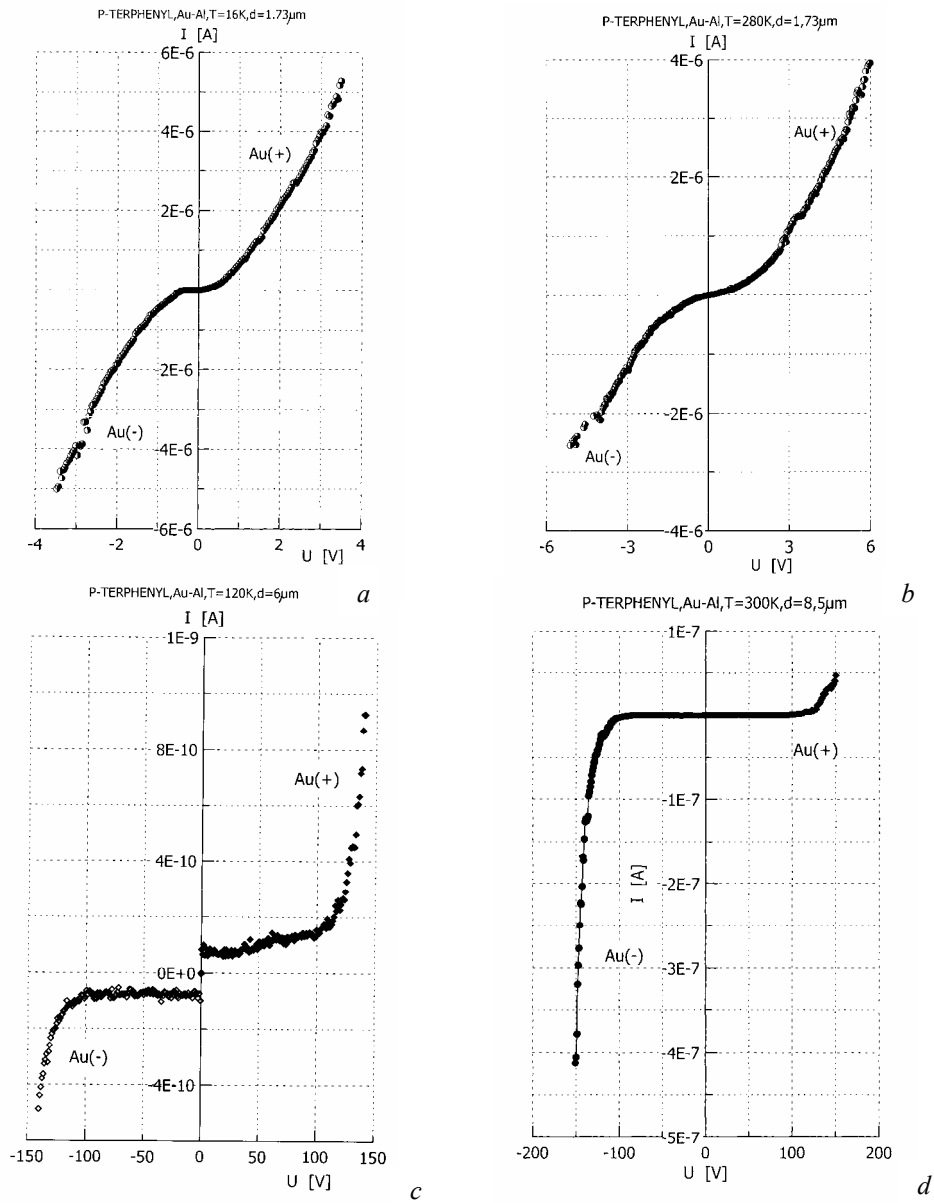 P-TERPHENYL,Au-Al,T=16K,d=1.73µm
I [A]
6E-6
4E-6
Au(+)
2E-6
-2E-6
Au(-)
-4E-6
-6E-6
-4
-2
0
2
4
U [V]
a
P-TERPHENYL,Au-Al,T=280K,d=1,73µm
I [A]
4E-6
Au(+)
2E-6
-2E-6
Au(-)
-4E-6
-6
-3
0
3
6
U [V]
b
P-TERPHENYL,Au-Al,T=120K,d=6µm
I [A]
1E-9
8E-10
Au(+)
4E-10
0E+0
Au(-)
-4E-10
-150
-100
-50
0
50
100
150
U [V]
c
P-TERPHENYL,Au-Al,T=300K,d=8,5µm
1E-7
Au(+)
-1E-7
-2E-7
I [A]
Au(-)
-3E-7
-4E-7
-5E-7
-200
-100
0
100
200
U [V]
d